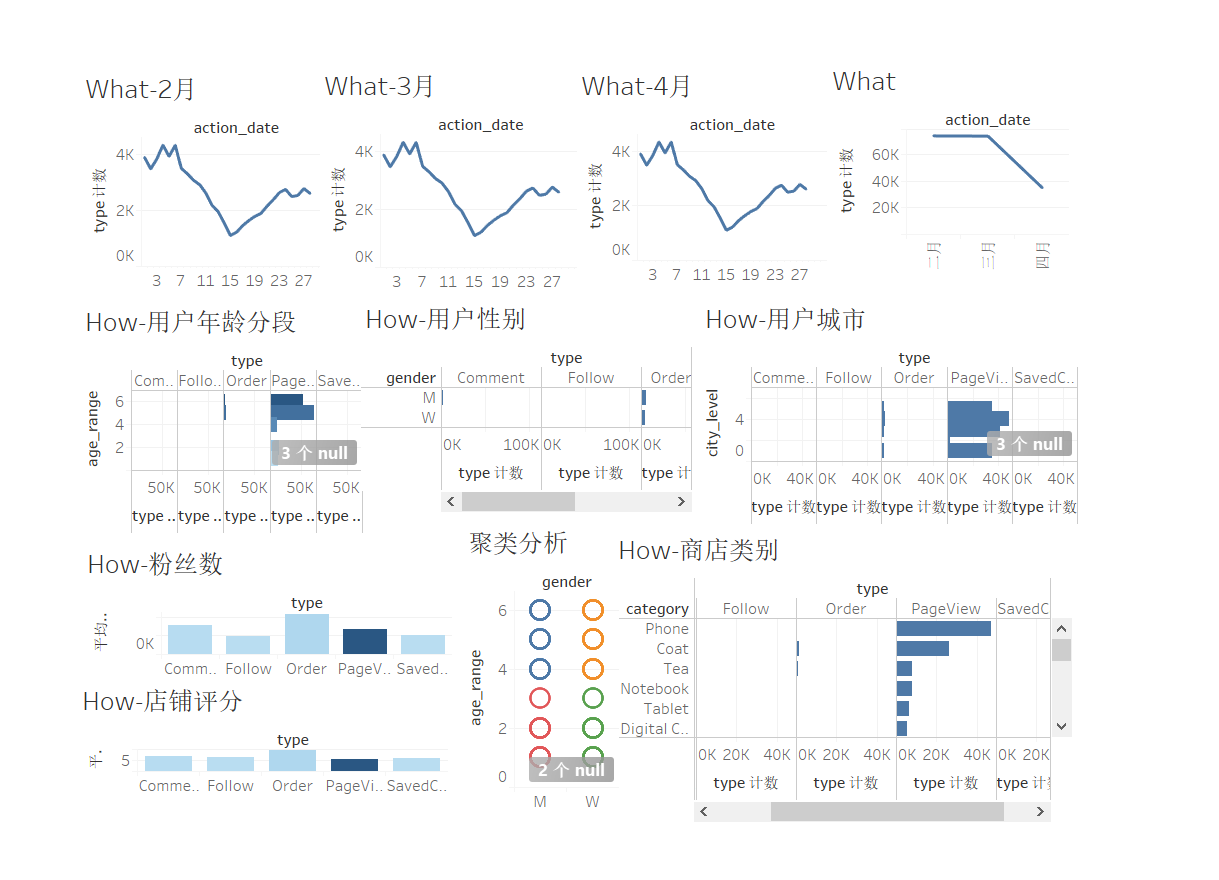 What-2月
What-3月
What-4月
What
action_date
action_date
action_date
action_date
type 计数
4K
2K
0K
3 7 11 15 19 23 27
type 计数
4K
2K
0K
3 7 11 15 19 23 27
type 计数
4K
2K
0K
3 7 11 15 19 23 27
type 计数
60K
40K
20K
二月 三月 四月
How-用户年龄分段
How-用户性别
How-用户城市
type
Com.. Follo.. Order Page.. Save..
age_range
6
4
2
3 个 null
50K 50K 50K 50K 50K
type .. type .. type .. type .. type ..
type
gender Comment Follow Order
M
W
0K 100K 0K 100K 0K
type 计数 type 计数 type 计
type
Comme.. Follow Order PageVi.. SavedC..
city_level
4
0
3 个 null
0K 40K 0K 40K 0K 40K 0K 40K 0K 40K
type 计数 type 计数 type 计数 type 计数 type 计数
How-粉丝数
type
平均..
0K
Comm.. Follow Order PageV.. Saved..
How-店铺评分
type
平.
5
Comme.. Follow Order PageVi.. SavedC..
聚类分析
gender
age_range
6
4
2
0
2 个 null
M W
How-商店类别
type
category Follow Order PageView SavedC
Phone
Coat
Tea
Notebook
Tablet
Digital C..
0K 20K 40K 0K 20K 40K 0K 20K 40K 0K 20K
type 计数 type 计数 type 计数 type 计